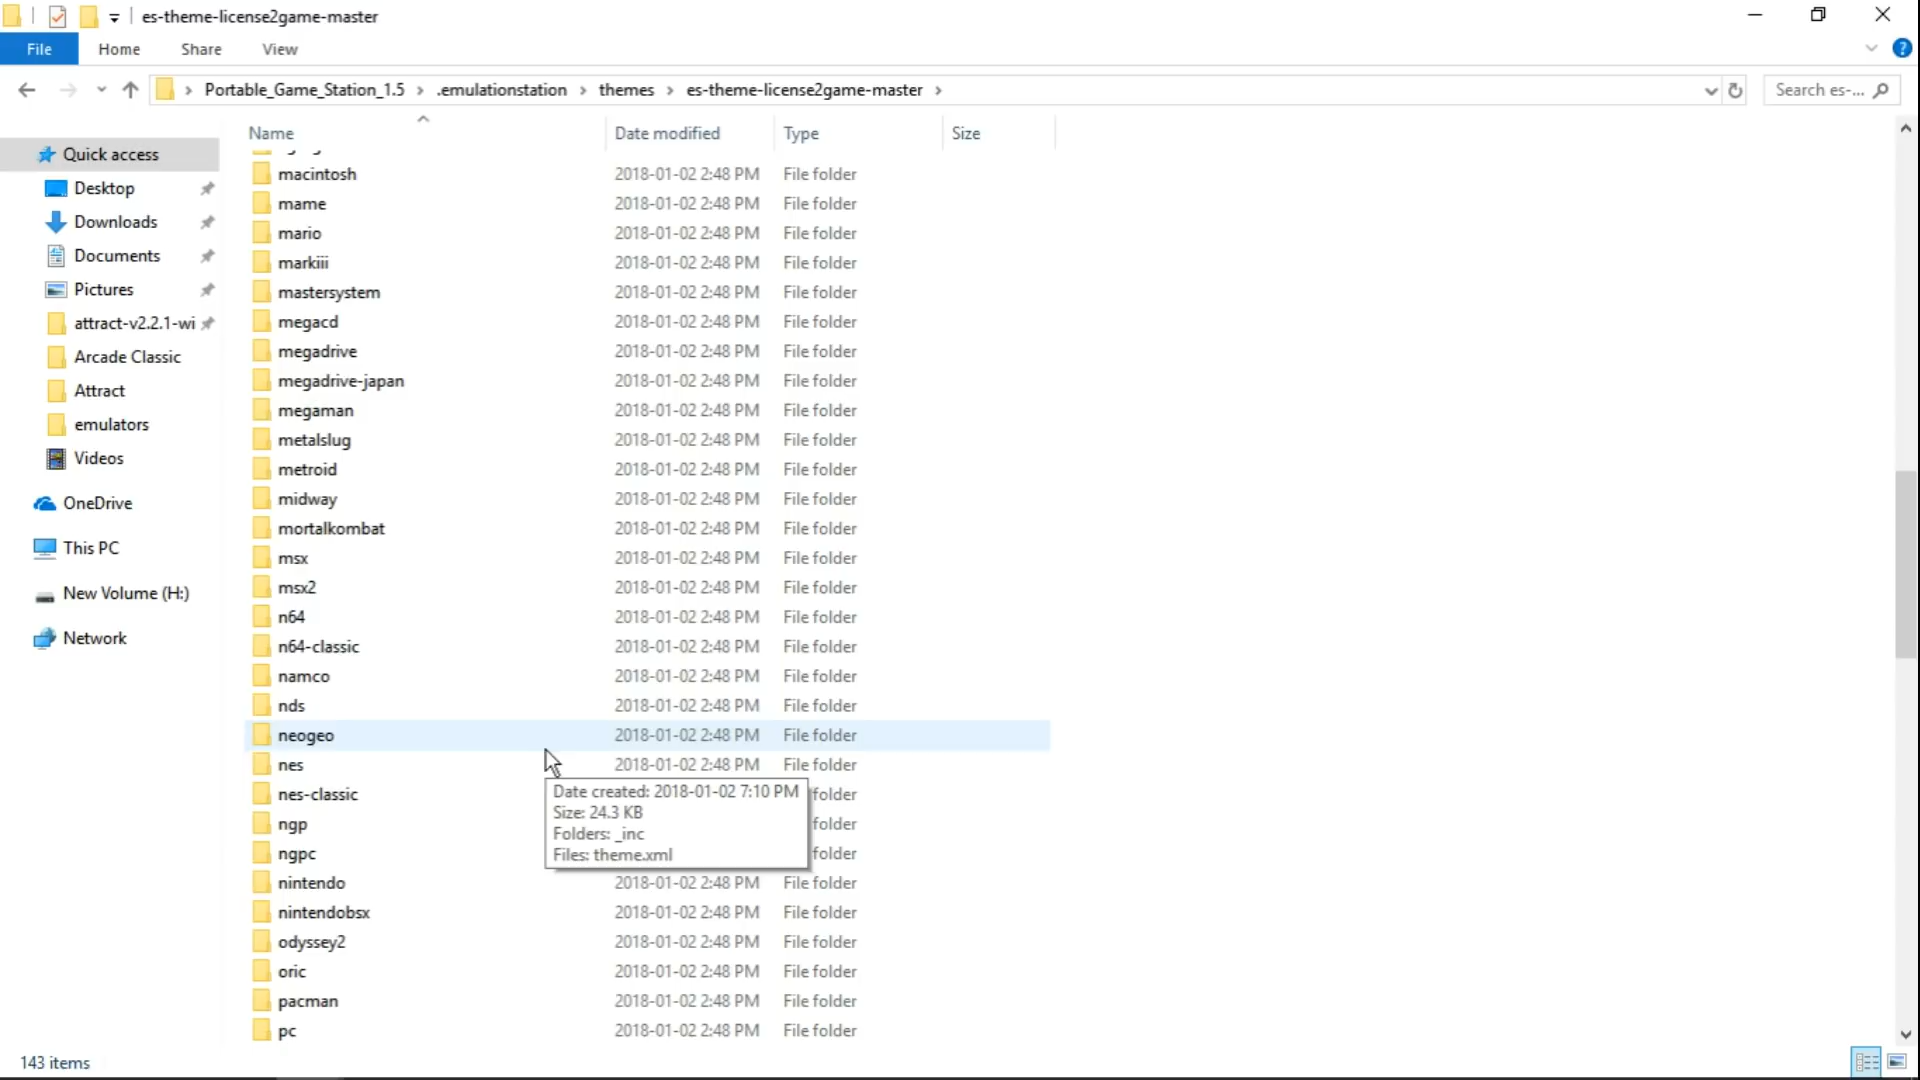 es-theme-license2game-master
File Home Share View
Portable_Game_Station_1.5 .emulationstation themes es-theme-license2game-master Search es-...
Name Date modified Type Size
Quick access
Desktop
Downloads
Documents
Pictures
attract-v2.2.1-wi
Arcade Classic
Attract
emulators
Videos
OneDrive
This PC
New Volume (H:)
Network
macintosh 2018-01-02 2:48 PM File folder
mame 2018-01-02 2:48 PM File folder
mario 2018-01-02 2:48 PM File folder
markiii 2018-01-02 2:48 PM File folder
mastersystem 2018-01-02 2:48 PM File folder
megacd 2018-01-02 2:48 PM File folder
megadrive 2018-01-02 2:48 PM File folder
megadrive-japan 2018-01-02 2:48 PM File folder
megaman 2018-01-02 2:48 PM File folder
metalslug 2018-01-02 2:48 PM File folder
metroid 2018-01-02 2:48 PM File folder
midway 2018-01-02 2:48 PM File folder
mortalkombat 2018-01-02 2:48 PM File folder
msx 2018-01-02 2:48 PM File folder
msx2 2018-01-02 2:48 PM File folder
n64 2018-01-02 2:48 PM File folder
n64-classic 2018-01-02 2:48 PM File folder
namco 2018-01-02 2:48 PM File folder
nds 2018-01-02 2:48 PM File folder
neogeo 2018-01-02 2:48 PM File folder
nes 2018-01-02 2:48 PM File folder
nes-classic folder
ngp folder
ngpc folder
Date created: 2018-01-02 7:10 PM
Size: 24.3 KB
Folders: _inc
Files: theme.xml
nintendo 2018-01-02 2:48 PM File folder
nintendobsx 2018-01-02 2:48 PM File folder
odyssey2 2018-01-02 2:48 PM File folder
oric 2018-01-02 2:48 PM File folder
pacman 2018-01-02 2:48 PM File folder
pc 2018-01-02 2:48 PM File folder
143 items